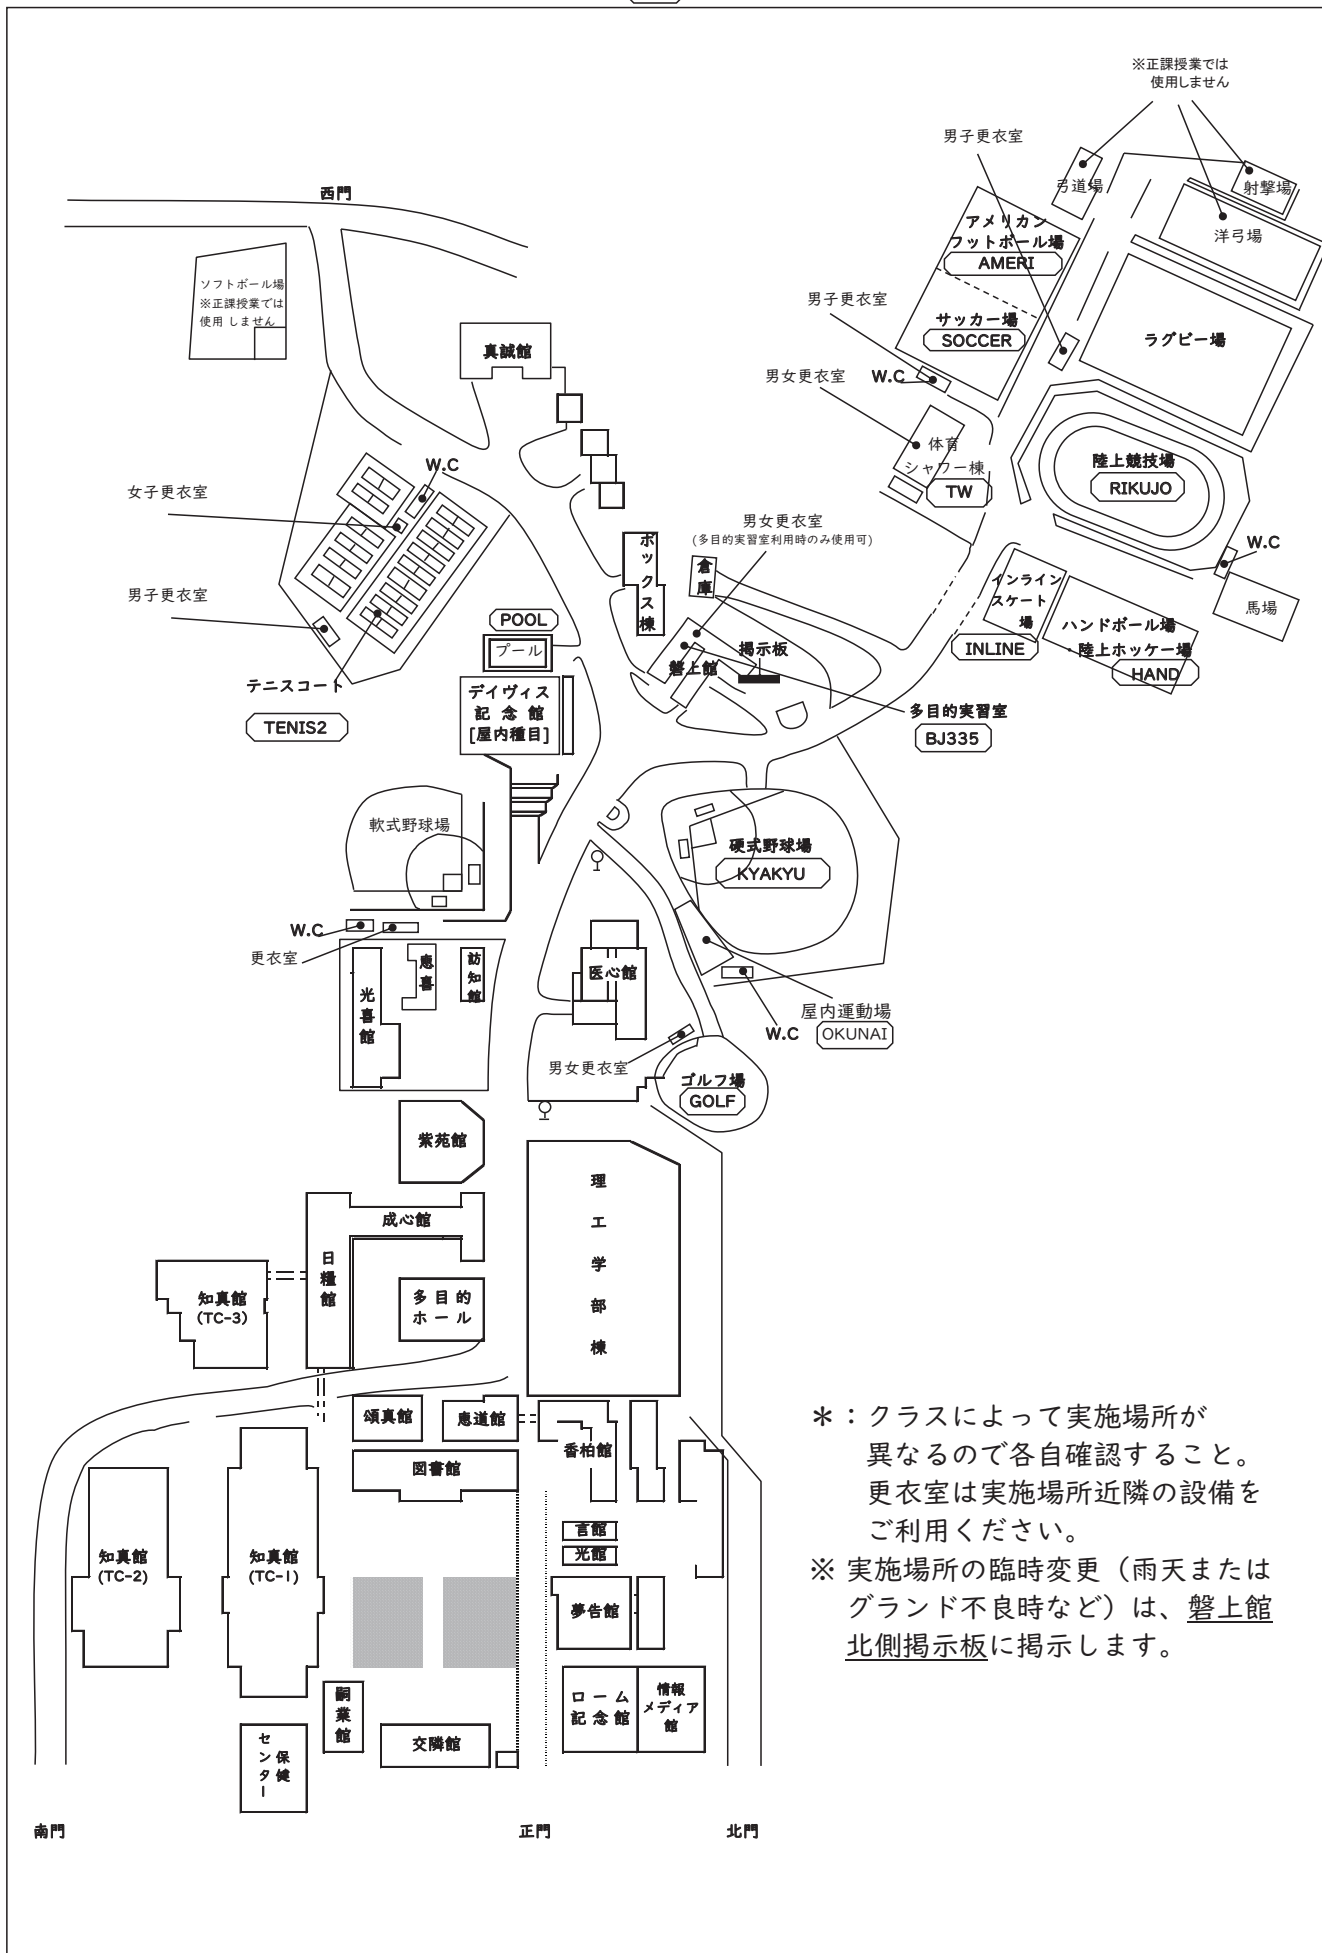 ※正課授業では
使用しません
男子更衣室
弓道場
射撃場
洋弓場
西門
アメリカン
フットボール場
AMERI
ソフトボール場
※正課授業では
使用 しません
男子更衣室
サッカー場
SOCCER
ラグビー場
真誠館
男女更衣室
W.C
体育
シャワー棟
TW
陸上競技場
RIKUJO
W.C
女子更衣室
男女更衣室
(多目的実習室利用時のみ使用可)
ボックス棟
倉庫
W.C
インライン
スケート
場
INLINE
馬場
男子更衣室
ハンドボール場
・陸上ホッケー場
HAND
POOL
プール
磐上館
掲示板
テニスコート
TENIS2
デイヴィス
記念館
[屋内種目]
多目的実習室
BJ335
軟式野球場
硬式野球場
KYAKYU
W.C
更衣室
恵喜
訪知館
光喜館
医心館
屋内運動場
OKUNAI
W.C
男女更衣室
ゴルフ場
GOLF
紫苑館
理工学部棟
成心館
日糧館
知真館
(TC-3)
多目的
ホール
頌真館
恵道館
香柏館
図書館
知真館
(TC-2)
知真館
(TC-1)
言館
光館
夢告館
嗣業館
ローム
記念館
情報
メディア
館
交隣館
保健
センター
南門
正門
北門
＊：クラスによって実施場所が
異なるので各自確認すること。
更衣室は実施場所近隣の設備を
ご利用ください。
※ 実施場所の臨時変更（雨天または
グランド不良時など）は、磐上館
北側掲示板に掲示します。